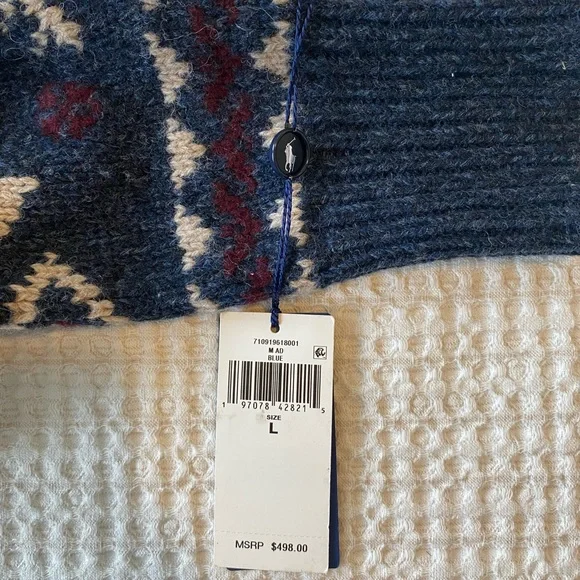 710919618001
M AD
BLUE
1 97078 42821 5
SIZE
L
MSRP $498.00